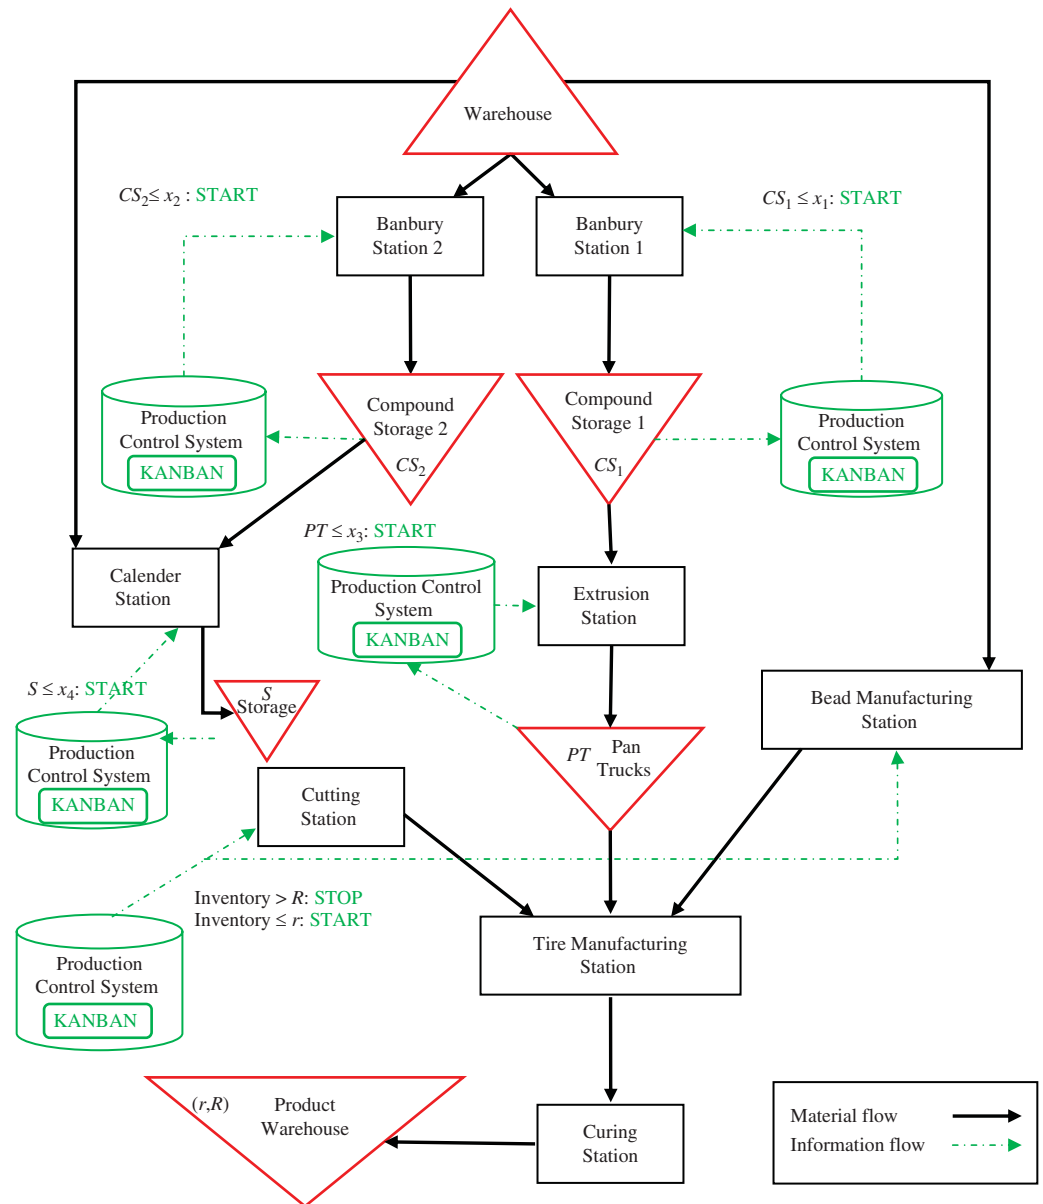 Warehouse
CS2≤ x2 : START
CS1 ≤ x1: START
Banbury
Station 2
Banbury
Station 1
Production
Control System
KANBAN
Compound
Storage 2
CS2
Compound
Storage 1
CS1
Production
Control System
KANBAN
PT ≤ x3: START
Calender
Station
Production Control
System
KANBAN
Extrusion
Station
S ≤ x4: START
S
Storage
Bead Manufacturing
Station
Production
Control System
KANBAN
PT
Pan
Trucks
Cutting
Station
Inventory > R: STOP
Inventory ≤ r: START
Production
Control System
KANBAN
Tire Manufacturing
Station
(r,R)
Product
Warehouse
Curing
Station
Material flow
Information flow